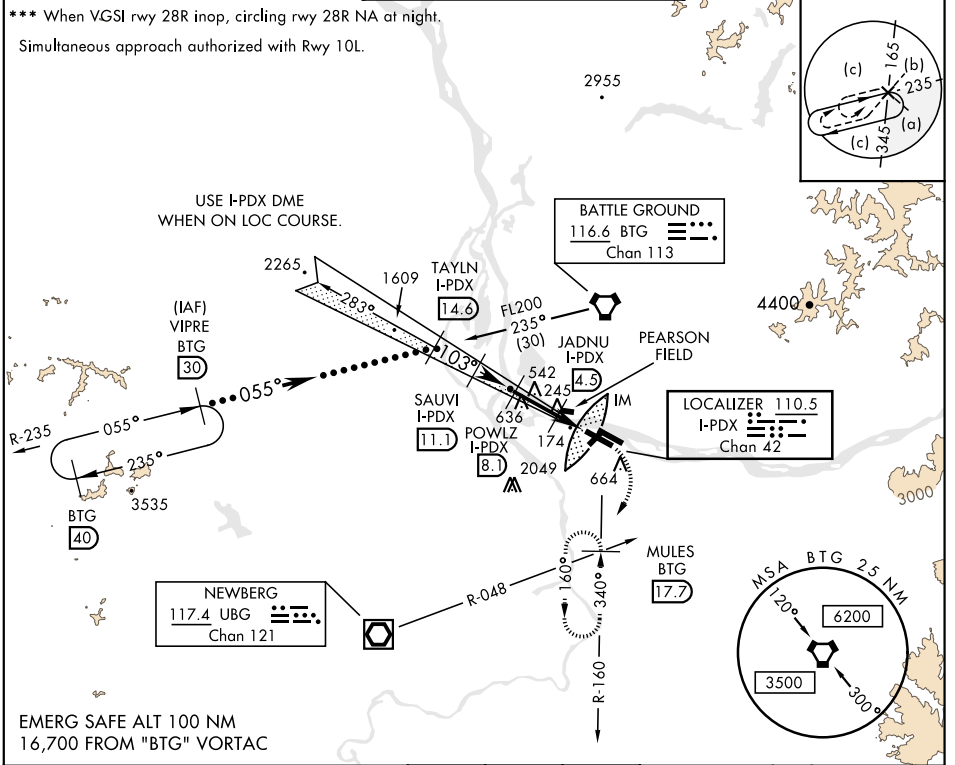 *** When VGSI rwy 28R inop, circling rwy 28R NA at night.
Simultaneous approach authorized with Rwy 10L.
2955
(c)
165
(b)
235
(a)
(c)
345
USE I-PDX DME
WHEN ON LOC COURSE.
BATTLE GROUND
116.6 BTG
Chan 113
2265
1609
TAYLN
I-PDX
14.6
283°
FL200
235°
(30)
4400
(IAF)
VIPRE
BTG
30
103°
JADNU
I-PDX
4.5
PEARSON
FIELD
542
245
055°
SAUVI
I-PDX
11.1
636
IM
LOCALIZER 110.5
I-PDX
Chan 42
R-235
055°
POWLZ
I-PDX
8.1
174
2049
664
235°
3535
3000
BTG
40
MULES
BTG
17.7
NEWBERG
117.4 UBG
Chan 121
R-048
160°
340°
R-160
MSA BTG 25 NM
120°
6200
3500
300°
EMERG SAFE ALT 100 NM
16,700 FROM "BTG" VORTAC